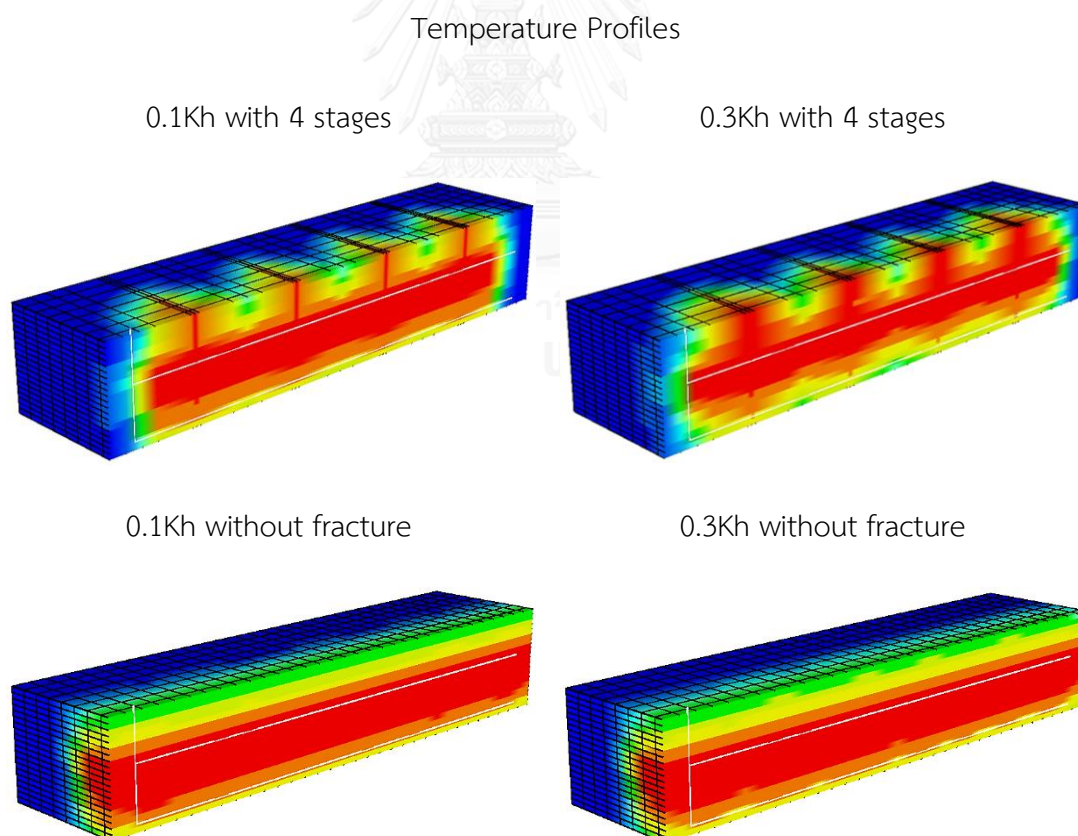 Temperature Profiles
0.1Kh with 4 stages
0.3Kh with 4 stages
0.1Kh without fracture
0.3Kh without fracture